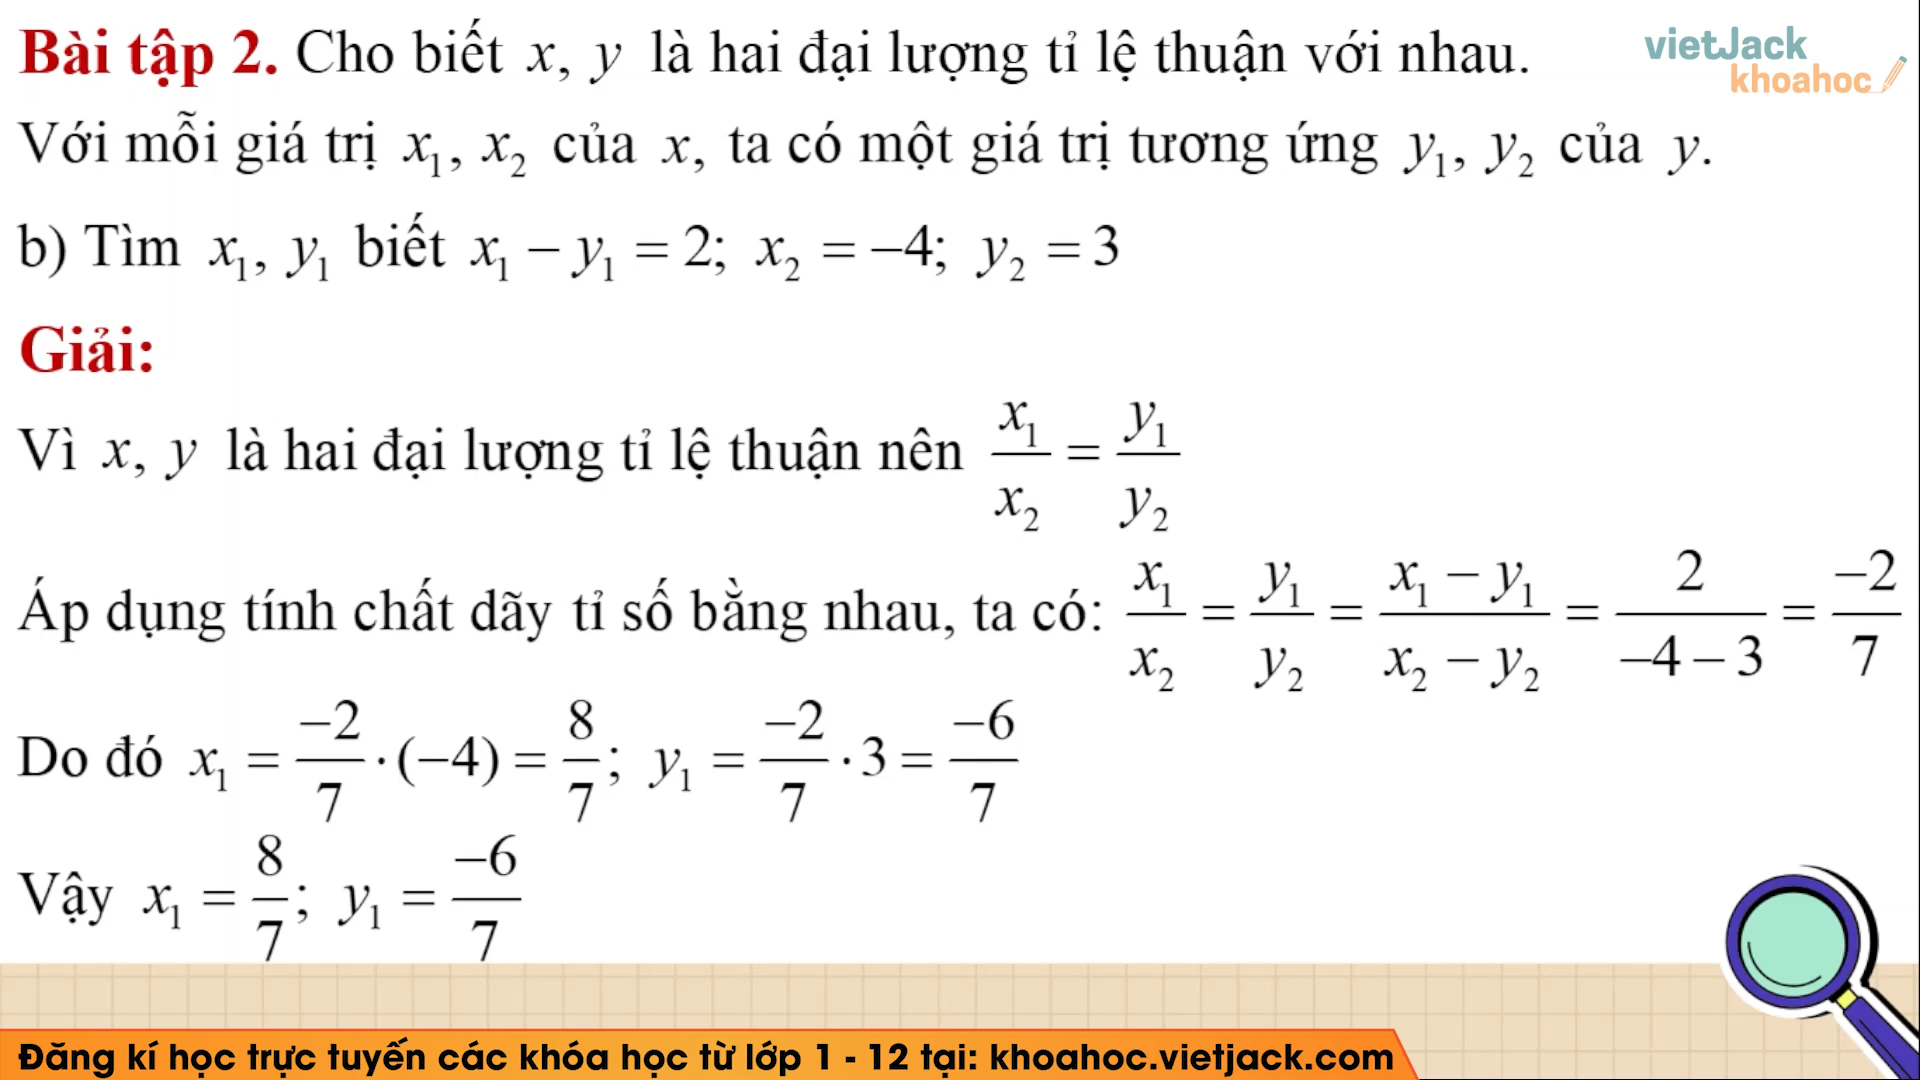 Bài tập 2. Cho biết x, y là hai đại lượng tỉ lệ thuận với nhau.
vietJack
khoahoc
Với mỗi giá trị x₁, x₂ của x, ta có một giá trị tương ứng y₁, y₂ của y.
b) Tìm x₁, y₁ biết x₁ − y₁ = 2; x₂ = −4; y₂ = 3
Giải:
Vì x, y là hai đại lượng tỉ lệ thuận nên x₁/x₂ = y₁/y₂
Áp dụng tính chất dãy tỉ số bằng nhau, ta có: x₁/x₂ = y₁/y₂ = (x₁ − y₁)/(x₂ − y₂) = 2/(−4 − 3) = −2/7
Do đó x₁ = −2/7 · (−4) = 8/7; y₁ = −2/7 · 3 = −6/7
Vậy x₁ = 8/7; y₁ = −6/7
Đăng kí học trực tuyến các khóa học từ lớp 1 - 12 tại: khoahoc.vietjack.com